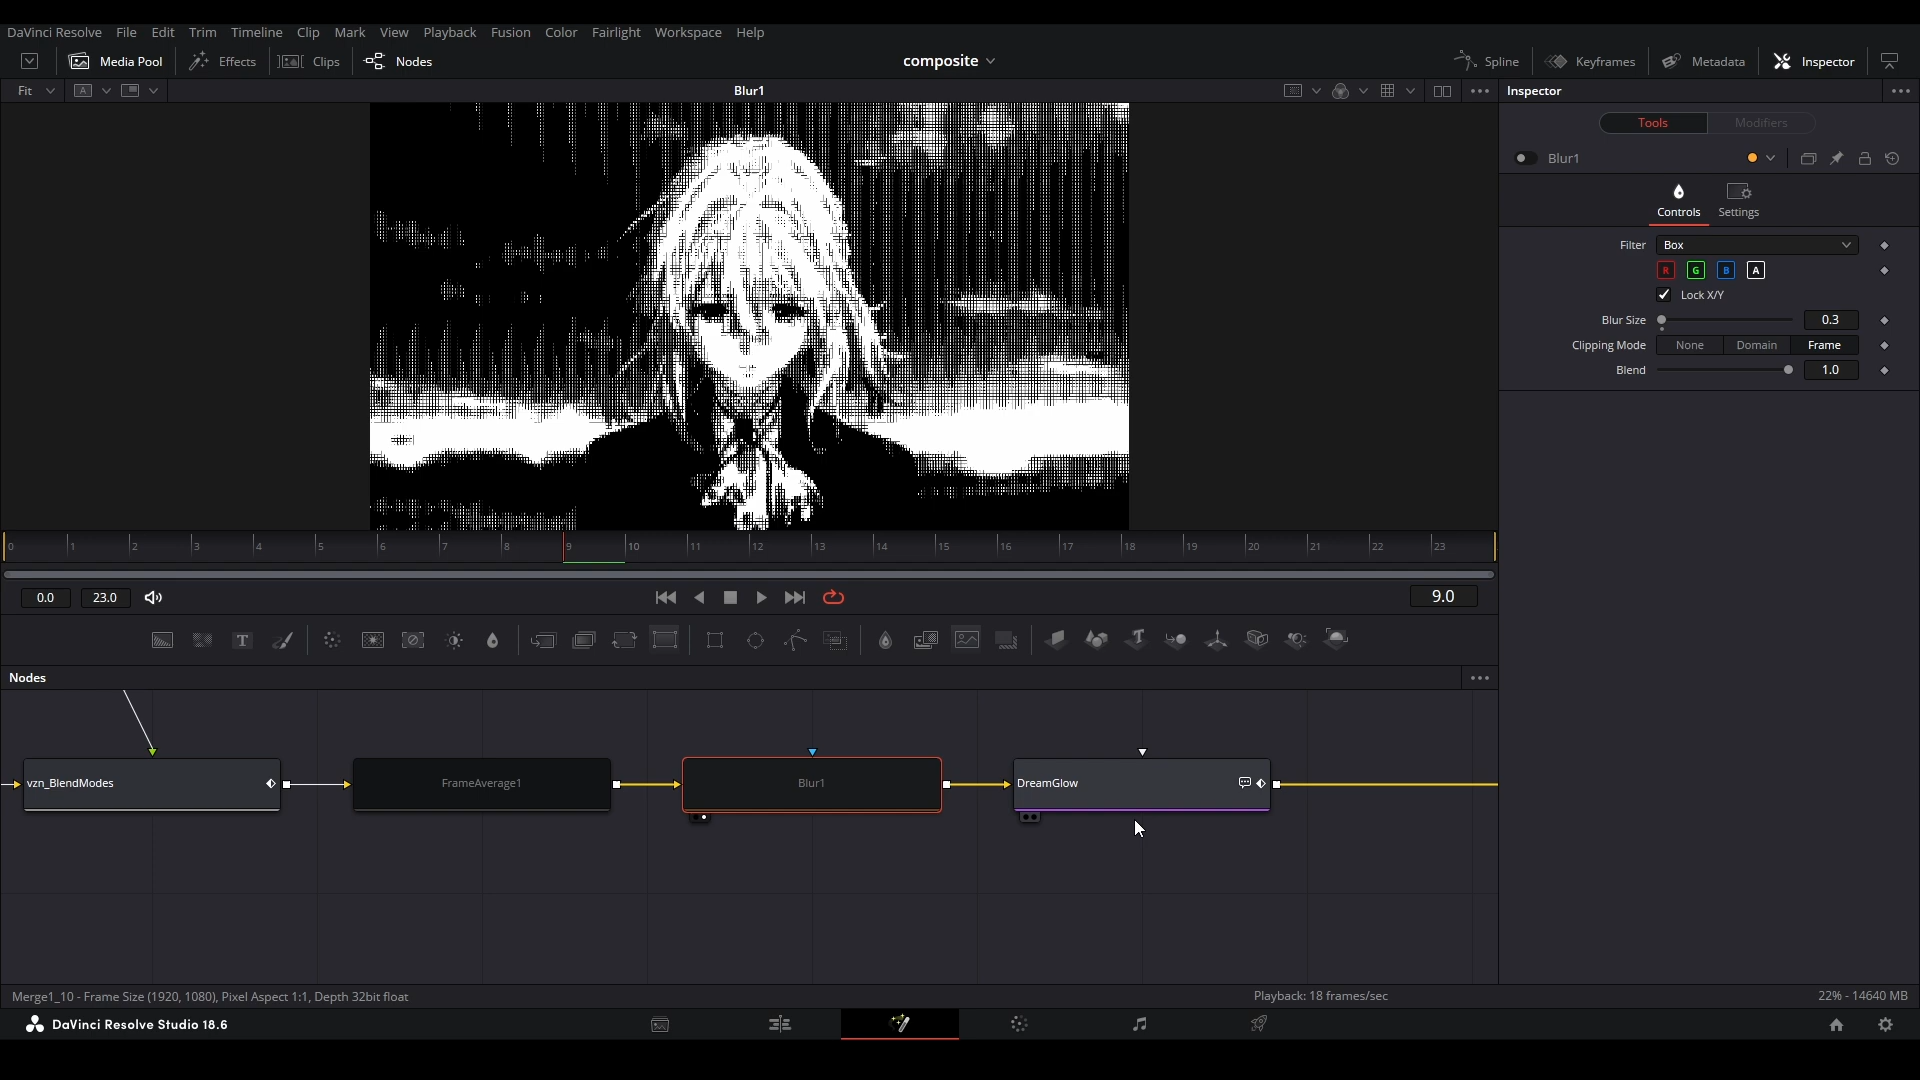 DaVinci Resolve File Edit Trim Timeline Clip Mark View Playback Fusion Color Fairlight Workspace Help
Media Pool Effects Clips Nodes composite Spline Keyframes Metadata Inspector
Fit A Blur1 Inspector
Tools Modifiers
Blur1
Controls Settings
Filter Box
R G B A
Lock X/Y
Blur Size 0.3
Clipping Mode None Domain Frame
Blend 1.0
0 1 2 3 4 5 6 7 8 9 10 11 12 13 14 15 16 17 18 19 20 21 22 23
0.0 23.0 9.0
T T
Nodes
vzn_BlendModes FrameAverage1 Blur1 DreamGlow
Merge1_10 - Frame Size (1920, 1080), Pixel Aspect 1:1, Depth 32bit float Playback: 18 frames/sec 22% - 14640 MB
DaVinci Resolve Studio 18.6